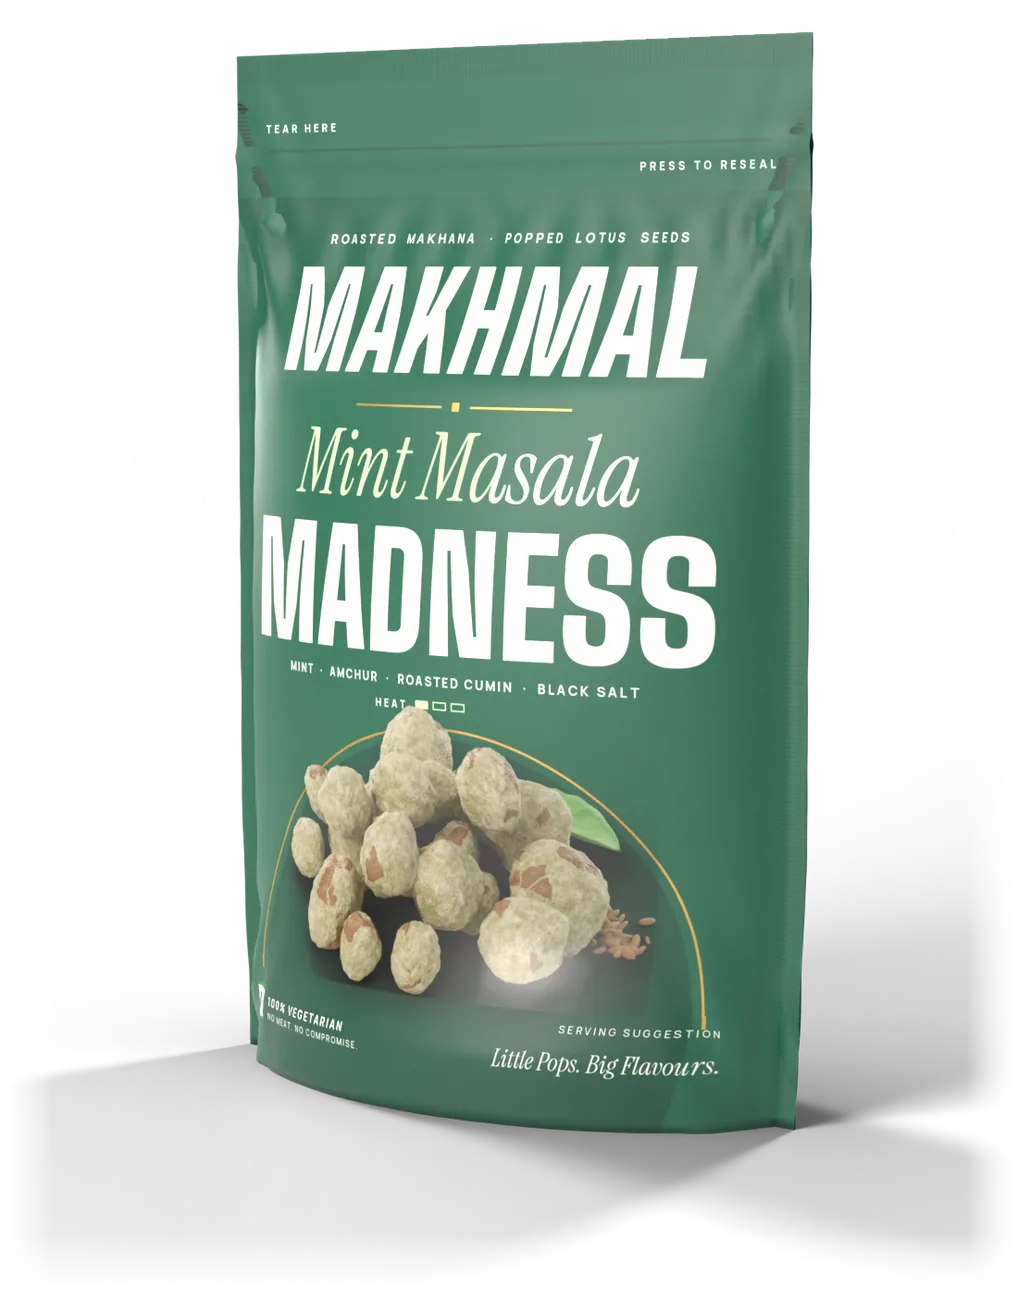 TEAR HERE
PRESS TO RESEAL
ROASTED MAKHANA · POPPED LOTUS SEEDS
MAKHMAL
Mint Masala
MADNESS
MINT · AMCHUR · ROASTED CUMIN · BLACK SALT
HEAT
100% VEGETARIAN
NO MEAT. NO COMPROMISE.
SERVING SUGGESTION
Little Pops. Big Flavours.